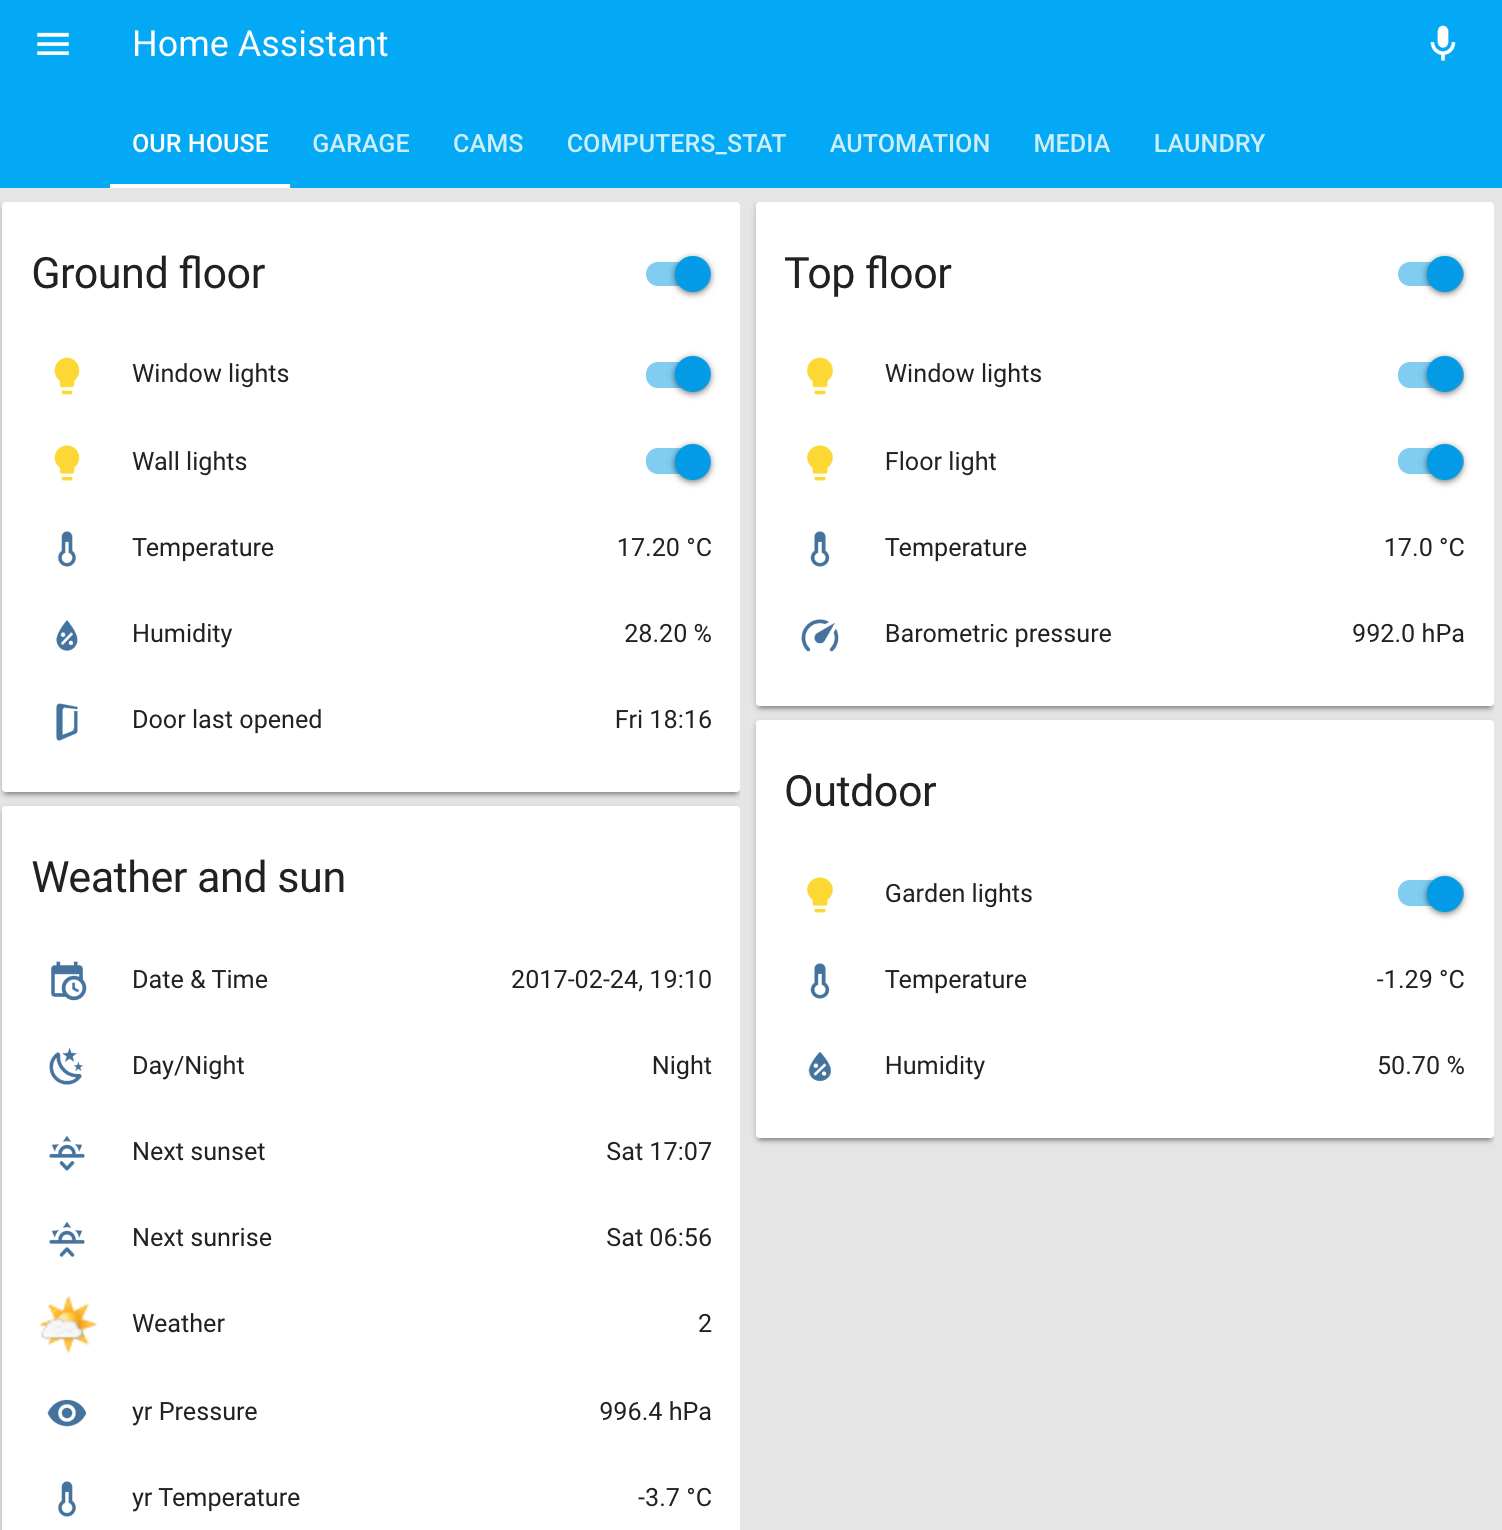 Home Assistant
OUR HOUSE GARAGE CAMS COMPUTERS_STAT AUTOMATION MEDIA LAUNDRY
Ground floor
Window lights
Wall lights
Temperature 17.20 °C
Humidity 28.20 %
Door last opened Fri 18:16
Weather and sun
Date & Time 2017-02-24, 19:10
Day/Night Night
Next sunset Sat 17:07
Next sunrise Sat 06:56
Weather 2
yr Pressure 996.4 hPa
yr Temperature -3.7 °C
Top floor
Window lights
Floor light
Temperature 17.0 °C
Barometric pressure 992.0 hPa
Outdoor
Garden lights
Temperature -1.29 °C
Humidity 50.70 %